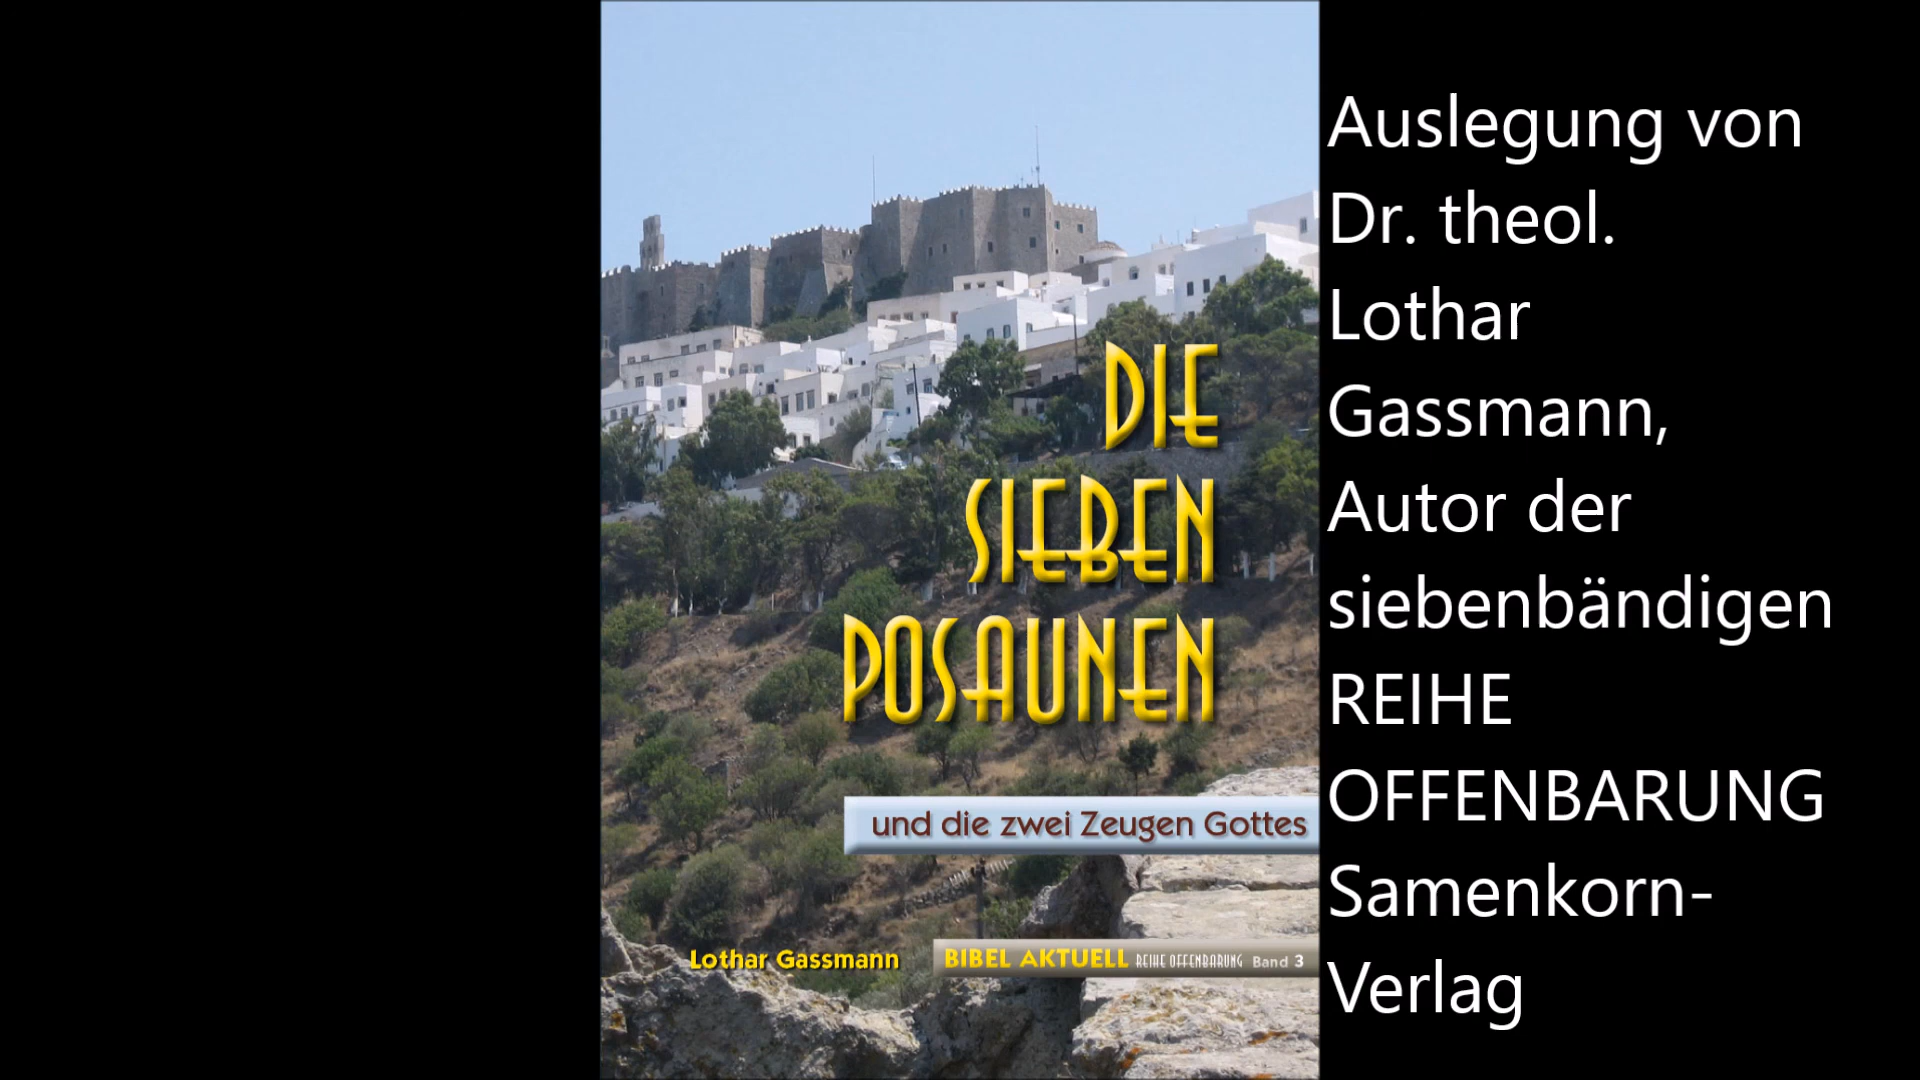 DIE
SIEBEN
POSAUNEN
und die zwei Zeugen Gottes
Lothar Gassmann
BIBEL AKTUELL REIHE OFFENBARUNG Band 3
Auslegung von
Dr. theol.
Lothar
Gassmann,
Autor der
siebenbändigen
REIHE
OFFENBARUNG
Samenkorn-
Verlag